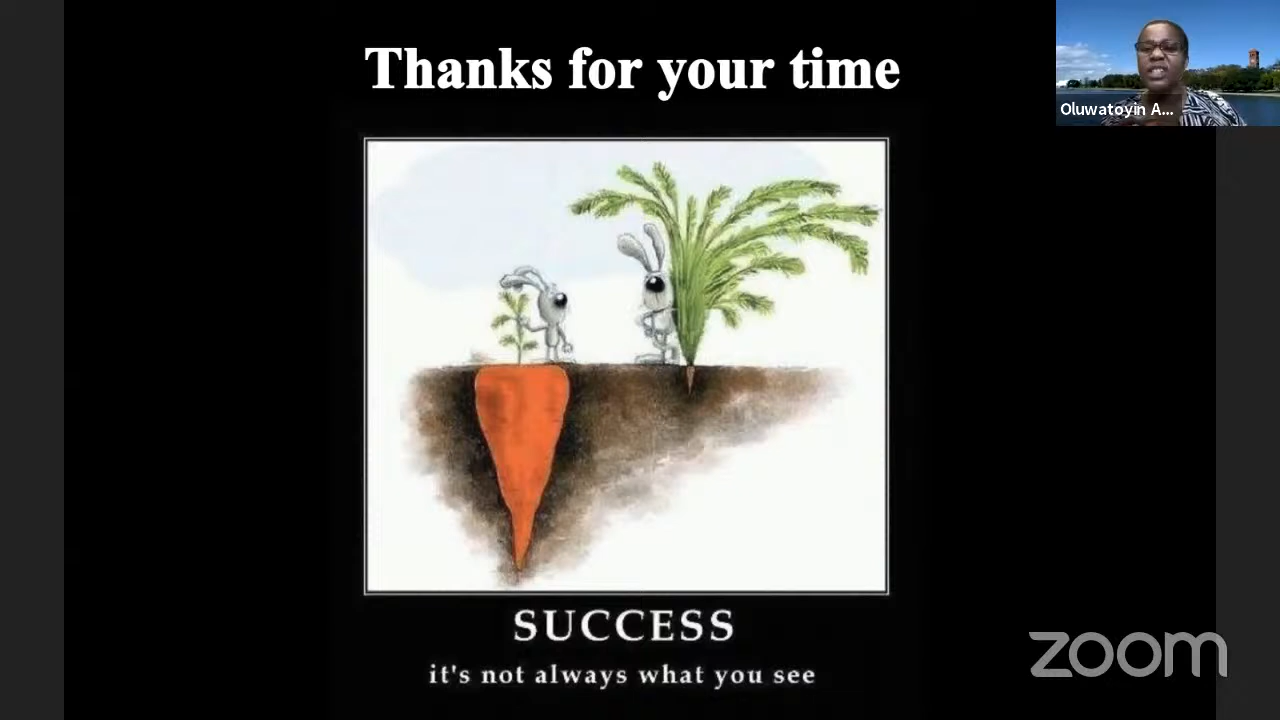 Thanks for your time
Oluwatoyin A...
SUCCESS
it's not always what you see
zoom